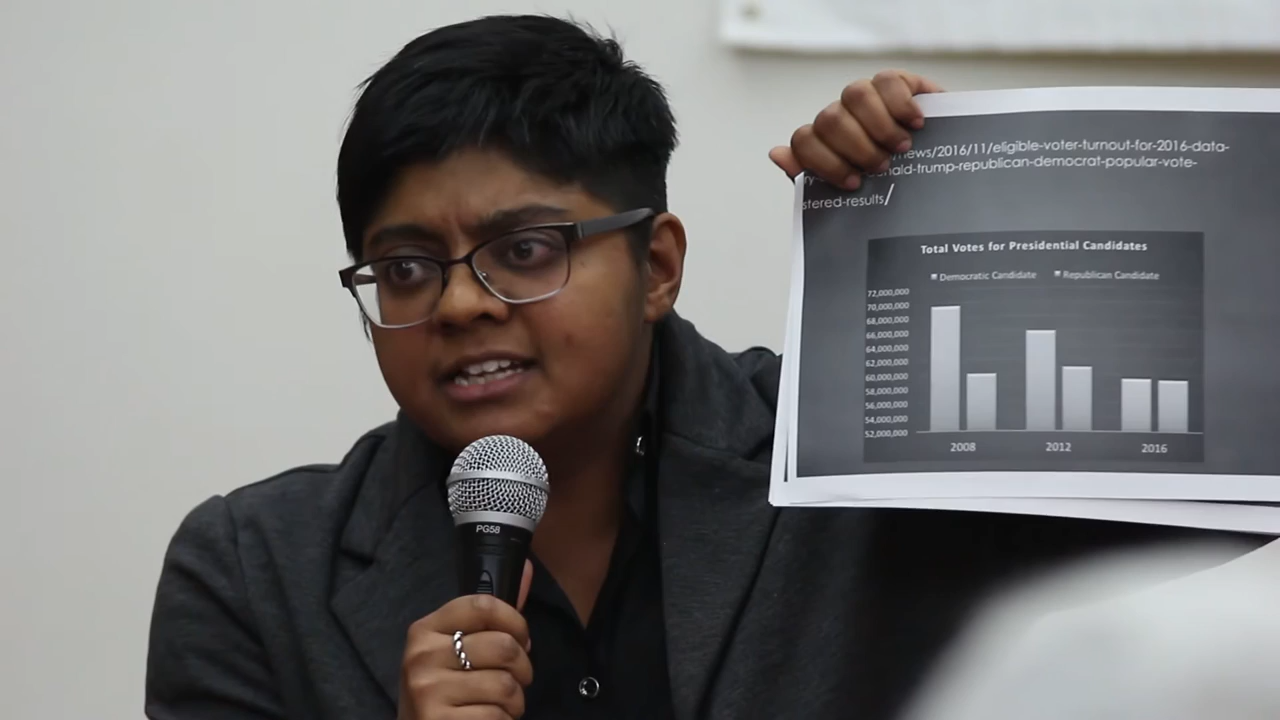 news/2016/11/eligible-voter-turnout-for-2016-data-
nald-trump-republican-democrat-popular-vote-
stered-results/
Total Votes for Presidential Candidates
Democratic Candidate Republican Candidate
72,000,000
70,000,000
68,000,000
66,000,000
64,000,000
62,000,000
60,000,000
58,000,000
56,000,000
54,000,000
52,000,000
2008 2012 2016
PG58